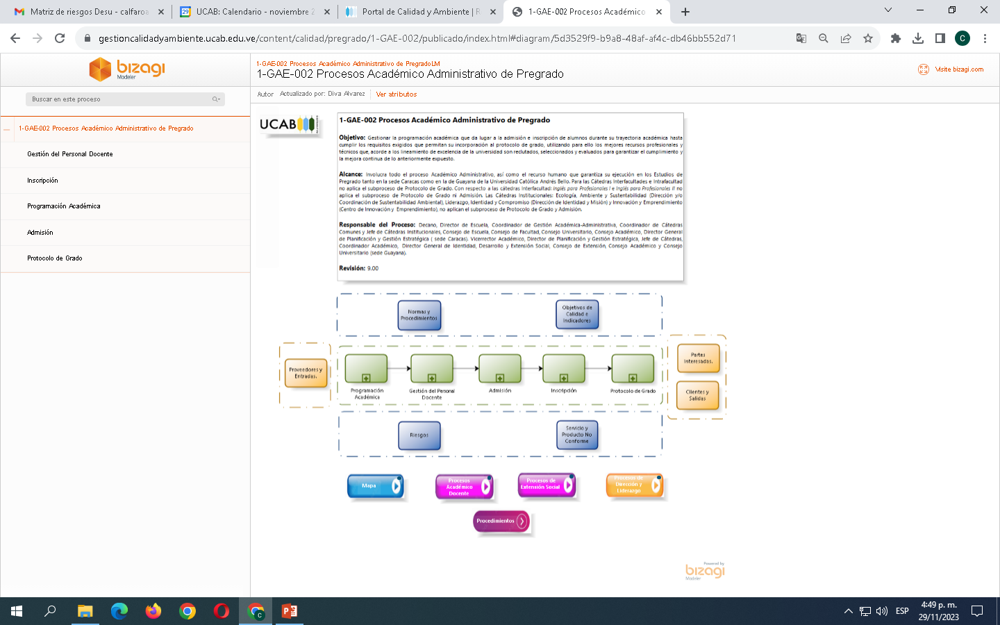 Matriz de riesgos Desu - calfaroa
UCAB: Calendario - noviembre 2
Portal de Calidad y Ambiente | R
1-GAE-002 Procesos Académico
gestioncalidadyambiente.ucab.edu.ve/content/calidad/pregrado/1-GAE-002/publicado/index.html#diagram/5d3529f9-b9a8-48af-af4c-db46bb552d71
C
bizagi
Modeler
1-GAE-002 Procesos Académico Administrativo de PregradoLM
1-GAE-002 Procesos Académico Administrativo de Pregrado
Visite bizagi.com
Autor Actualizado por: Diva Alvarez Ver atributos
Buscar en este proceso
1-GAE-002 Procesos Académico Administrativo de Pregrado
Gestión del Personal Docente
Inscripción
Programación Académica
Admisión
Protocolo de Grado
UCAB
1-GAE-002 Procesos Académico Administrativo de Pregrado
Objetivo: Gestionar la programación académica que da lugar a la admisión e inscripción de alumnos durante su trayectoria académica hasta
cumplir los requisitos exigidos que permitan su incorporación al protocolo de grado, utilizando para ello los mejores recursos profesionales y
técnicos que, acorde a los lineamiento de excelencia de la universidad son reclutados, seleccionados y evaluados para garantizar el cumplimiento y
la mejora continua de lo anteriormente expuesto.
Alcance: Involucra todo el proceso Académico Administrativo, así como el recurso humano que garantiza su ejecución en los Estudios de
Pregrado tanto en la sede Caracas como en la de Guayana de la Universidad Católica Andrés Bello. Para las Cátedras Interfacultades e Intrafacultad
no aplica el subproceso de Protocolo de Grado. Con respecto a las cátedras Interfacultad: Inglés para Profesionales I e Inglés para Profesionales II no
aplica el subproceso de Protocolo de Grado ni Admisión. Las Cátedras Institucionales: Ecología, Ambiente y Sustentabilidad (Dirección y/o
Coordinación de Sustentabilidad Ambiental), Liderazgo, Identidad y Compromiso (Dirección de Identidad y Misión) y Innovación y Emprendimiento
(Centro de Innovación y Emprendimiento), no aplican el subproceso de Protocolo de Grado y Admisión.
Responsable del Proceso: Decano, Director de Escuela, Coordinador de Gestión Académica-Administrativa, Coordinador de Cátedras
Comunes y Jefe de Cátedras Institucionales, Consejo de Escuela, Consejo de Facultad, Consejo Universitario, Consejo Académico, Director General
de Planificación y Gestión Estratégica ( sede Caracas). Vicerrector Académico, Director de Planificación y Gestión Estratégica, Jefe de Cátedras,
Coordinador Académico, Director General de Identidad, Desarrollo y Extensión Social, Consejo de Extensión, Consejo Académico y Consejo
Universitario (sede Guayana).
Revisión: 9.00
Normas y
Procedimientos
Objetivos de
Calidad e
Indicadores
Proveedores y
Entradas.
Programación
Académica
Gestión del Personal
Docente
Admisión
Inscripción
Protocolo de Grado
Partes
Interesadas.
Clientes y
Salidas
Riesgos
Servicio y
Producto No
Conforme
Mapa
Procesos
Académico
Docente
Procesos de
Extensión Social
Procesos de
Dirección y
Liderazgo
Procedimientos
Powered by
bizagi
Modeler
ESP
4:49 p. m.
29/11/2023